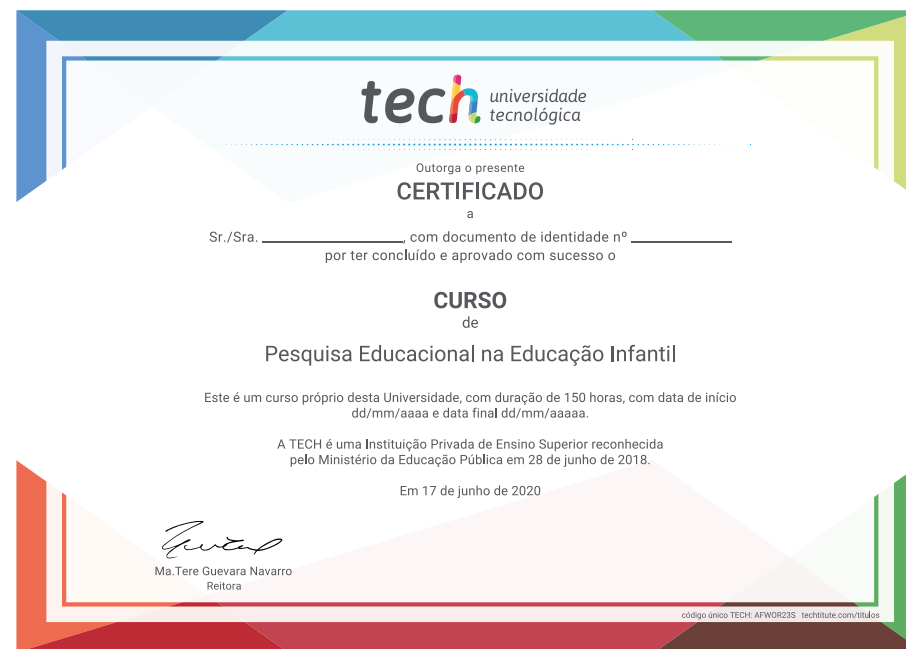 tech universidade
tecnológica
Outorga o presente
CERTIFICADO
a
Sr./Sra. ____________, com documento de identidade nº ____________
por ter concluído e aprovado com sucesso o
CURSO
de
Pesquisa Educacional na Educação Infantil
Este é um curso próprio desta Universidade, com duração de 150 horas, com data de início
dd/mm/aaaa e data final dd/mm/aaaaa.
A TECH é uma Instituição Privada de Ensino Superior reconhecida
pelo Ministério da Educação Pública em 28 de junho de 2018.
Em 17 de junho de 2020
Ma.Tere Guevara Navarro
Reitora
código único TECH: AFWOR23S techtitute.com/titulos